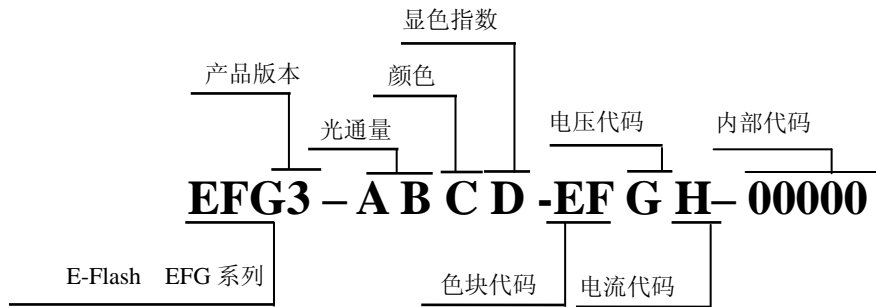 显色指数
产品版本 颜色
光通量 电压代码 内部代码
EFG3 – A B C D -EF G H– 00000
E-Flash EFG 系列 色块代码 电流代码